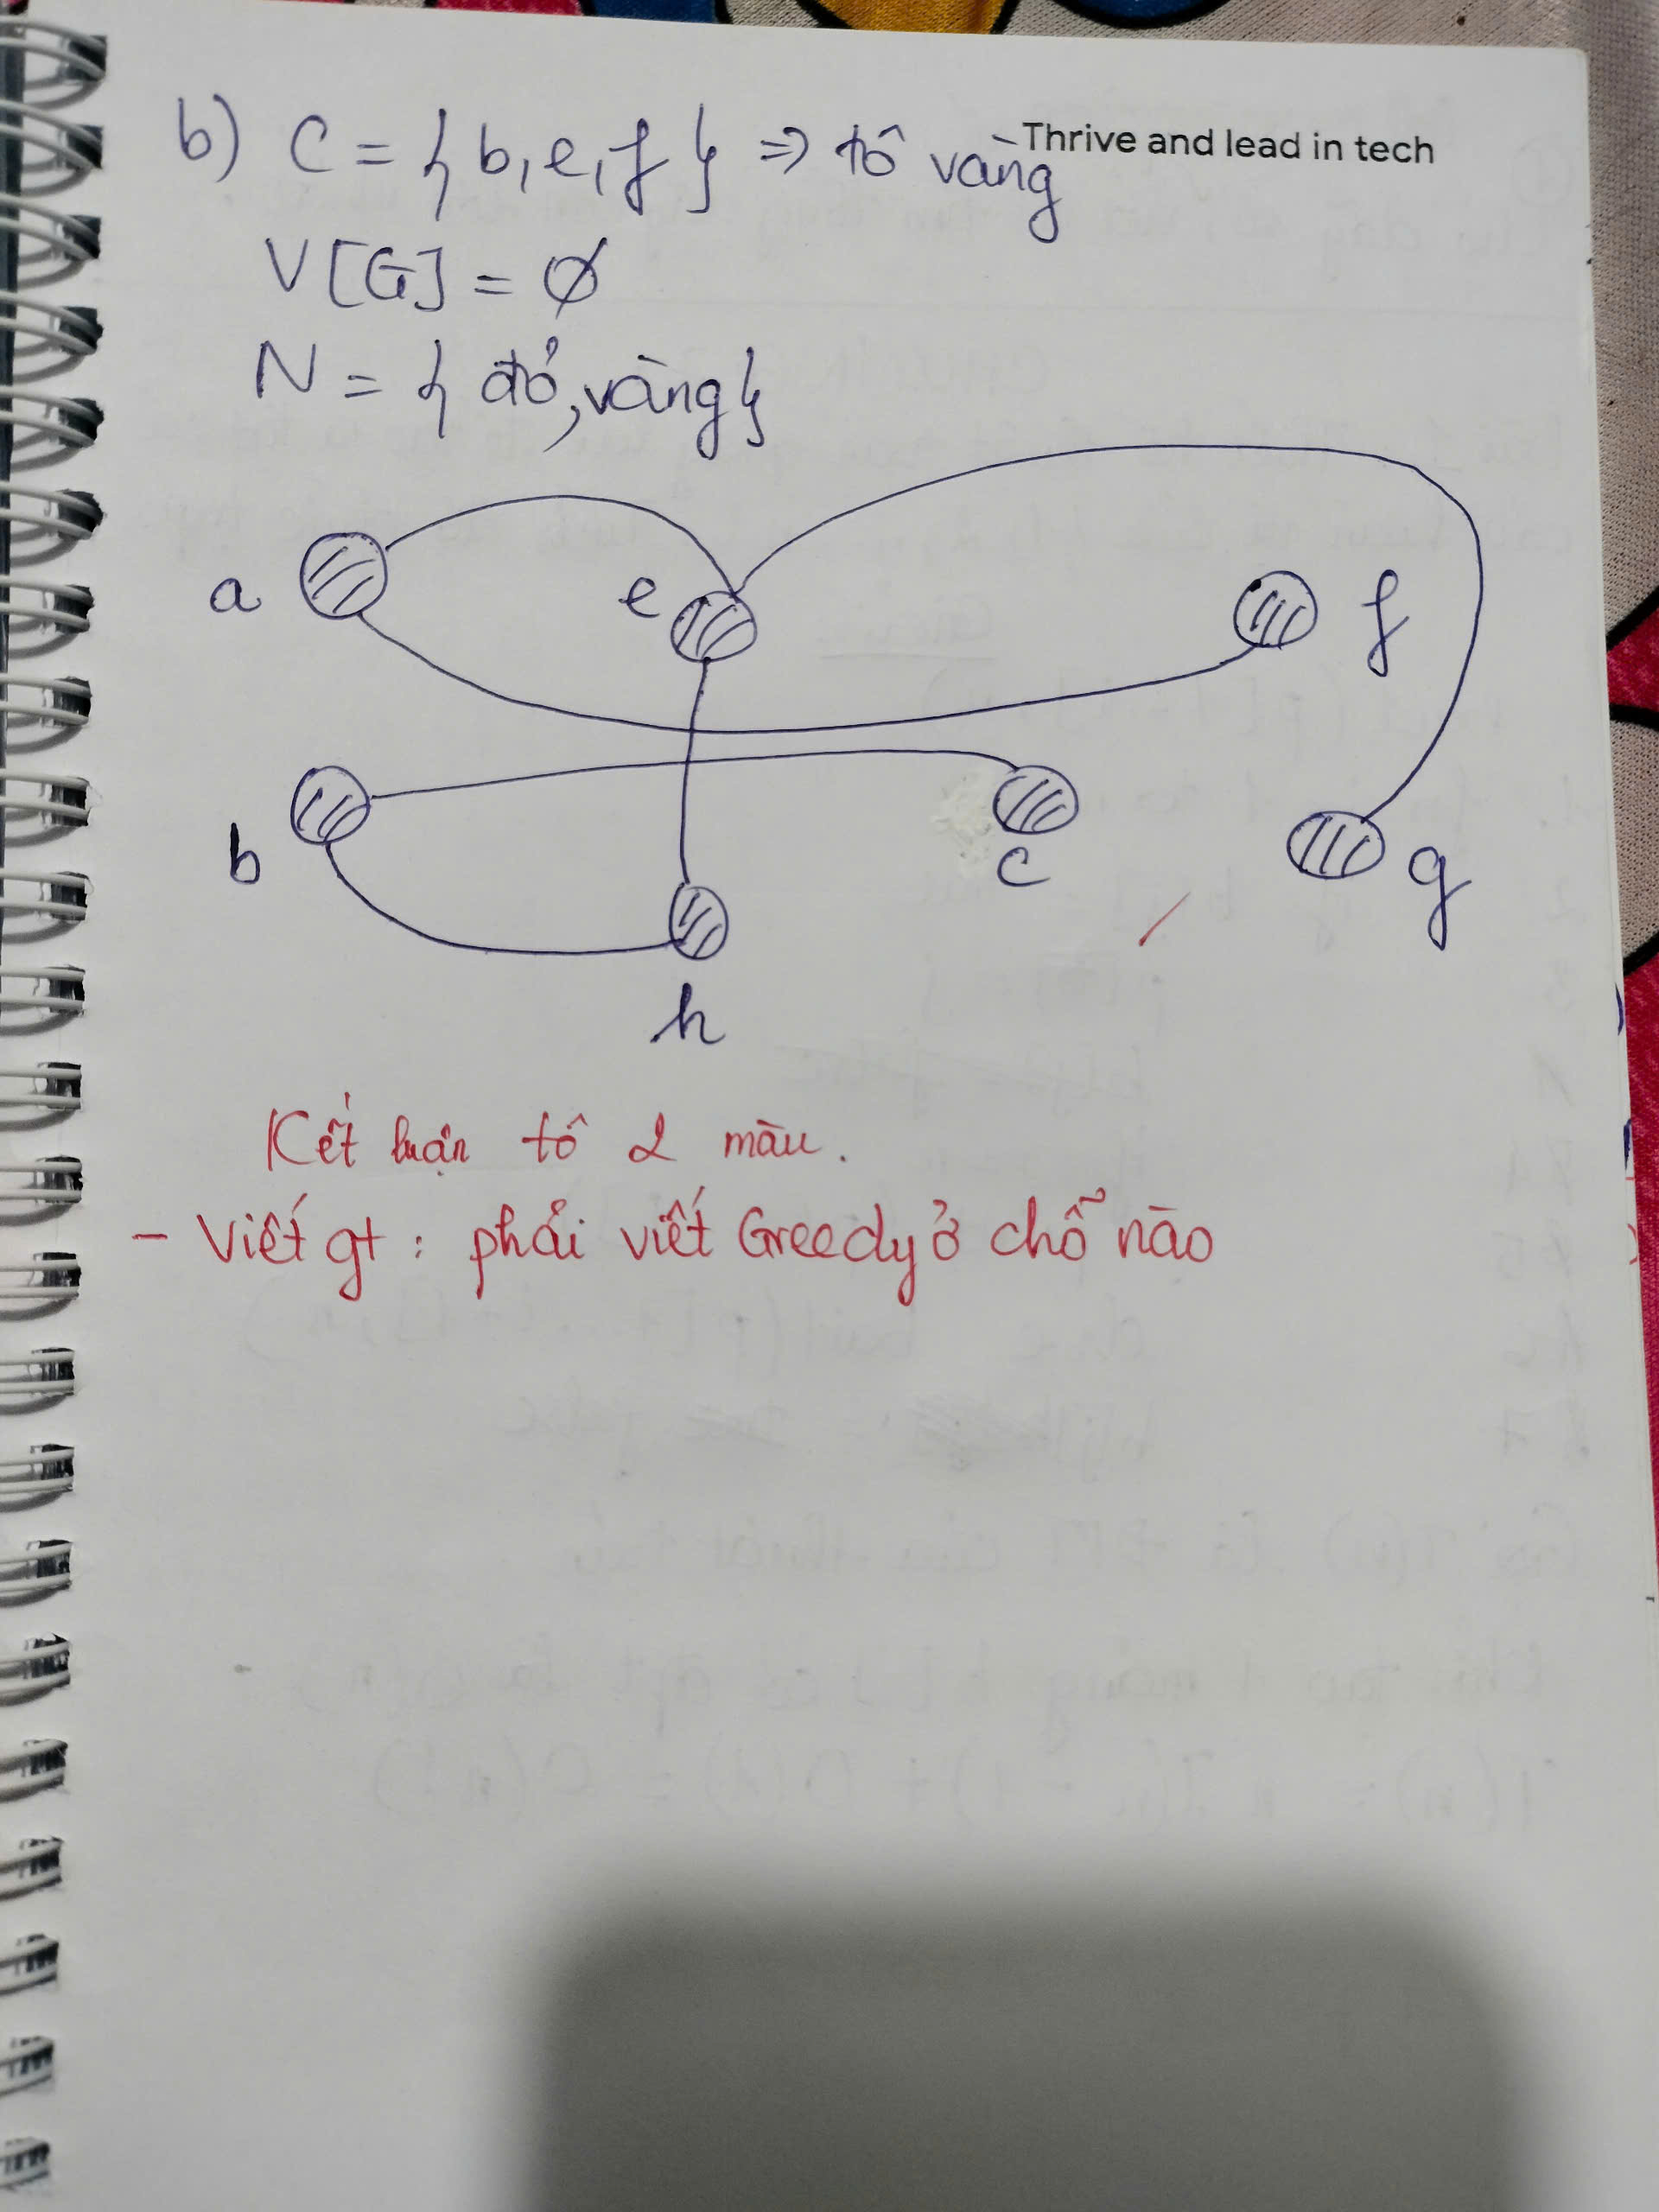 b) C = { b, e, f } => tô vàng
Thrive and lead in tech
V[G] = ∅
N = { đỏ, vàng }
a
e
f
b
c
g
h
Kết luận tô 2 màu.
- Viết gt : phải viết Greedy ở chỗ nào